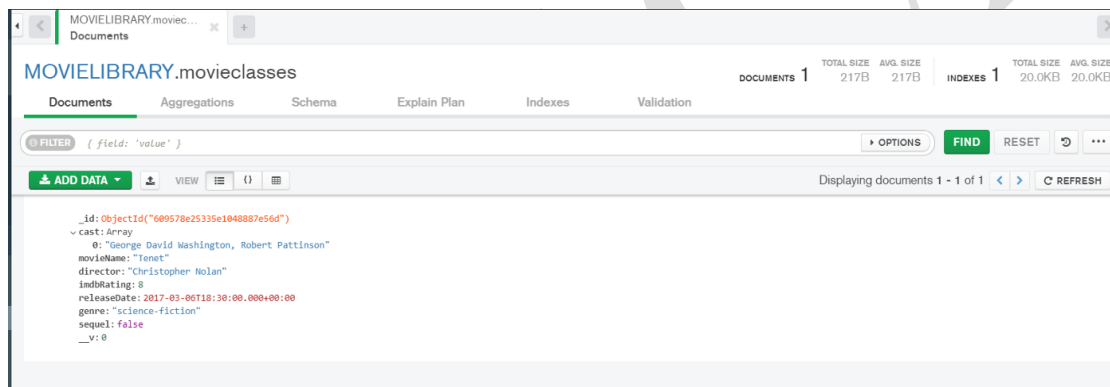 MOVIELIBRARY.moviec...
Documents
MOVIELIBRARY.movieclasses
DOCUMENTS 1 TOTAL SIZE 217B AVG. SIZE 217B INDEXES 1 TOTAL SIZE 20.0KB AVG. SIZE 20.0KB
Documents Aggregations Schema Explain Plan Indexes Validation
FILTER { field: 'value' } OPTIONS FIND RESET
ADD DATA VIEW {} Displaying documents 1 - 1 of 1 REFRESH
_id: ObjectId("609578e25335e1048887e56d")
cast: Array
0: "George David Washington, Robert Pattinson"
movieName: "Tenet"
director: "Christopher Nolan"
imdbRating: 8
releaseDate: 2017-03-06T18:30:00.000+00:00
genre: "science-fiction"
sequel: false
__v: 0